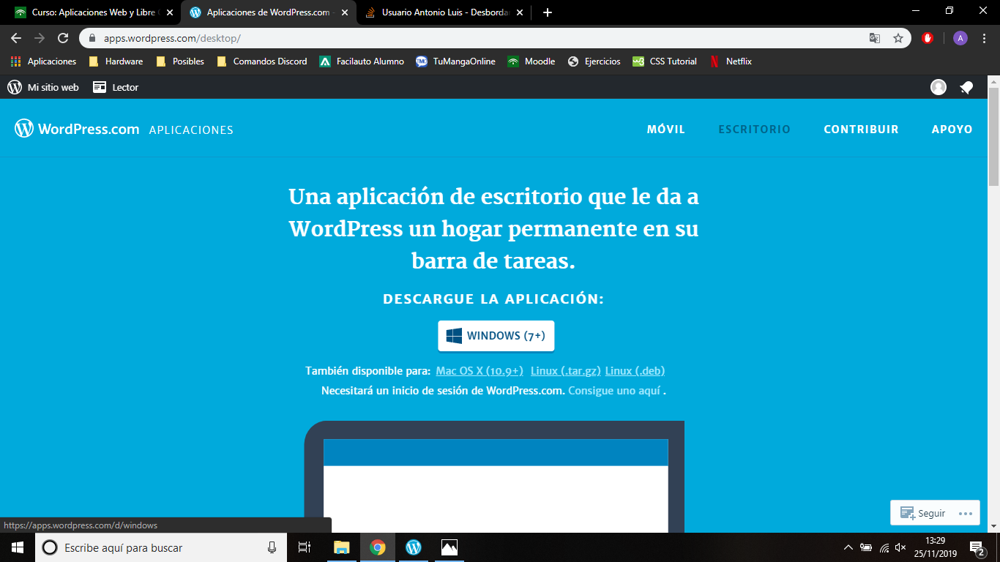 Curso: Aplicaciones Web y Libre
Aplicaciones de WordPress.com -
Usuario Antonio Luis - Desbordar
apps.wordpress.com/desktop/
A
Aplicaciones
Hardware
Posibles
Comandos Discord
Facilauto Alumno
TuMangaOnline
Moodle
Ejercicios
CSS Tutorial
Netflix
Mi sitio web
Lector
WordPress.com APLICACIONES
MÓVIL
ESCRITORIO
CONTRIBUIR
APOYO
Una aplicación de escritorio que le da a
WordPress un hogar permanente en su
barra de tareas.
DESCARGUE LA APLICACIÓN:
WINDOWS (7+)
También disponible para: Mac OS X (10.9+) Linux (.tar.gz) Linux (.deb)
Necesitará un inicio de sesión de WordPress.com. Consigue uno aquí .
Seguir
https://apps.wordpress.com/d/windows
Escribe aquí para buscar
13:29
25/11/2019
2